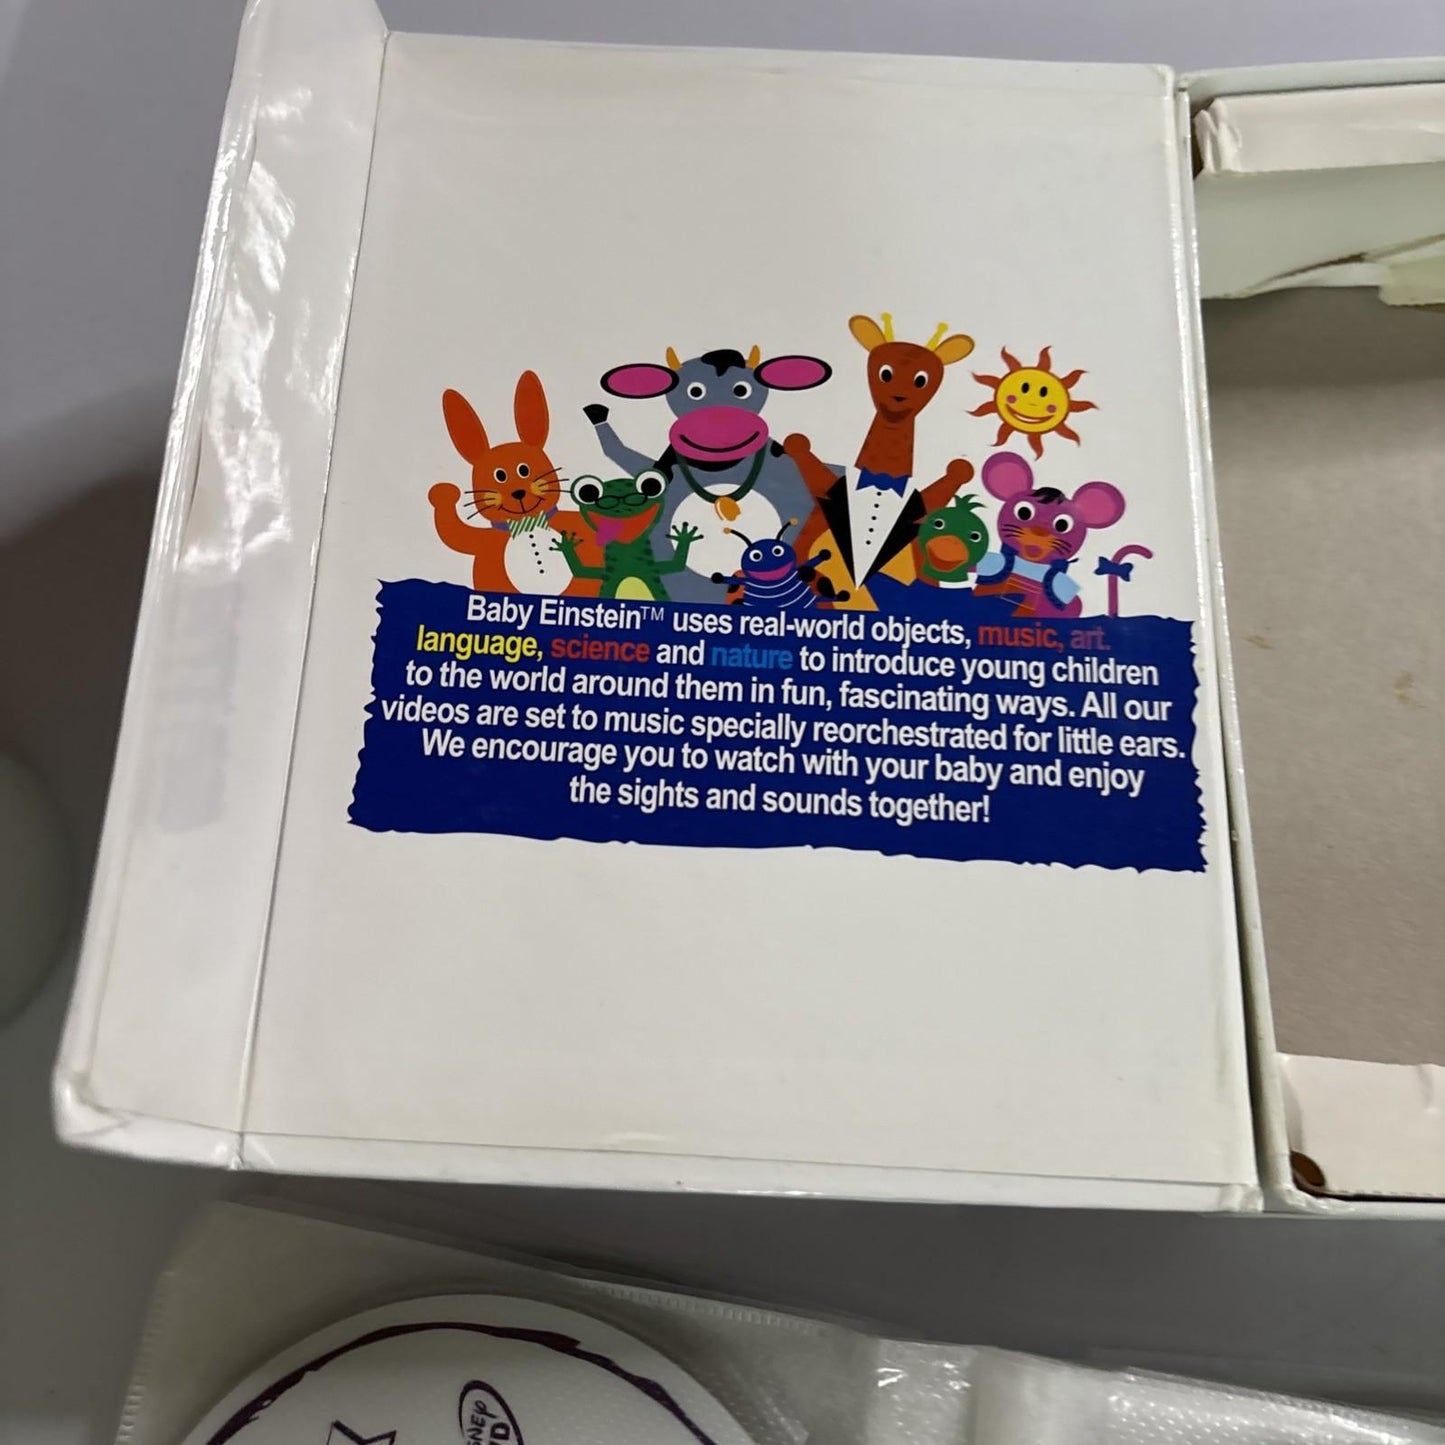 Baby Einstein™ uses real-world objects, music, art.
language, science and nature to introduce young children
to the world around them in fun, fascinating ways. All our
videos are set to music specially reorchestrated for little ears.
We encourage you to watch with your baby and enjoy
the sights and sounds together!